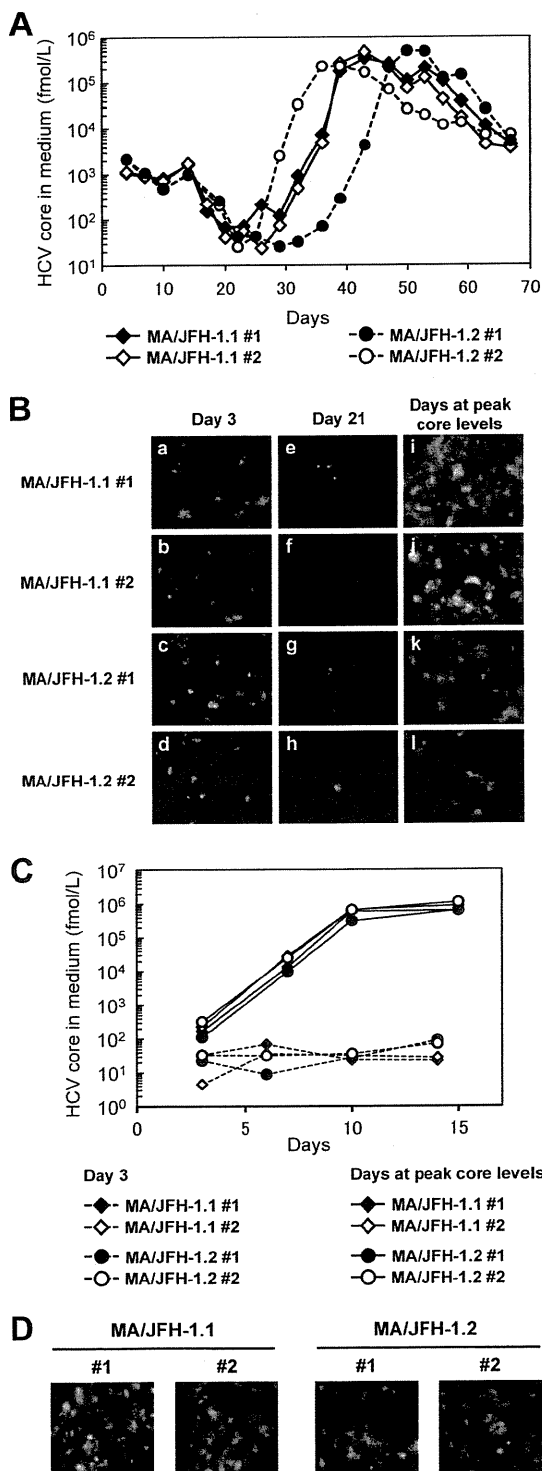 A
HCV core in medium (fmol/L)
10⁶
10⁵
10⁴
10³
10²
10¹
0 10 20 30 40 50 60 70
Days
MA/JFH-1.1 #1
MA/JFH-1.1 #2
MA/JFH-1.2 #1
MA/JFH-1.2 #2
B
Day 3 Day 21 Days at peak
core levels
MA/JFH-1.1 #1 a e i
MA/JFH-1.1 #2 b f j
MA/JFH-1.2 #1 c g k
MA/JFH-1.2 #2 d h l
C
HCV core in medium (fmol/L)
10⁷
10⁶
10⁵
10⁴
10³
10²
10¹
10⁰
0 5 10 15
Days
Day 3
MA/JFH-1.1 #1
MA/JFH-1.1 #2
MA/JFH-1.2 #1
MA/JFH-1.2 #2
Days at peak core levels
MA/JFH-1.1 #1
MA/JFH-1.1 #2
MA/JFH-1.2 #1
MA/JFH-1.2 #2
D
MA/JFH-1.1 MA/JFH-1.2
#1 #2 #1 #2